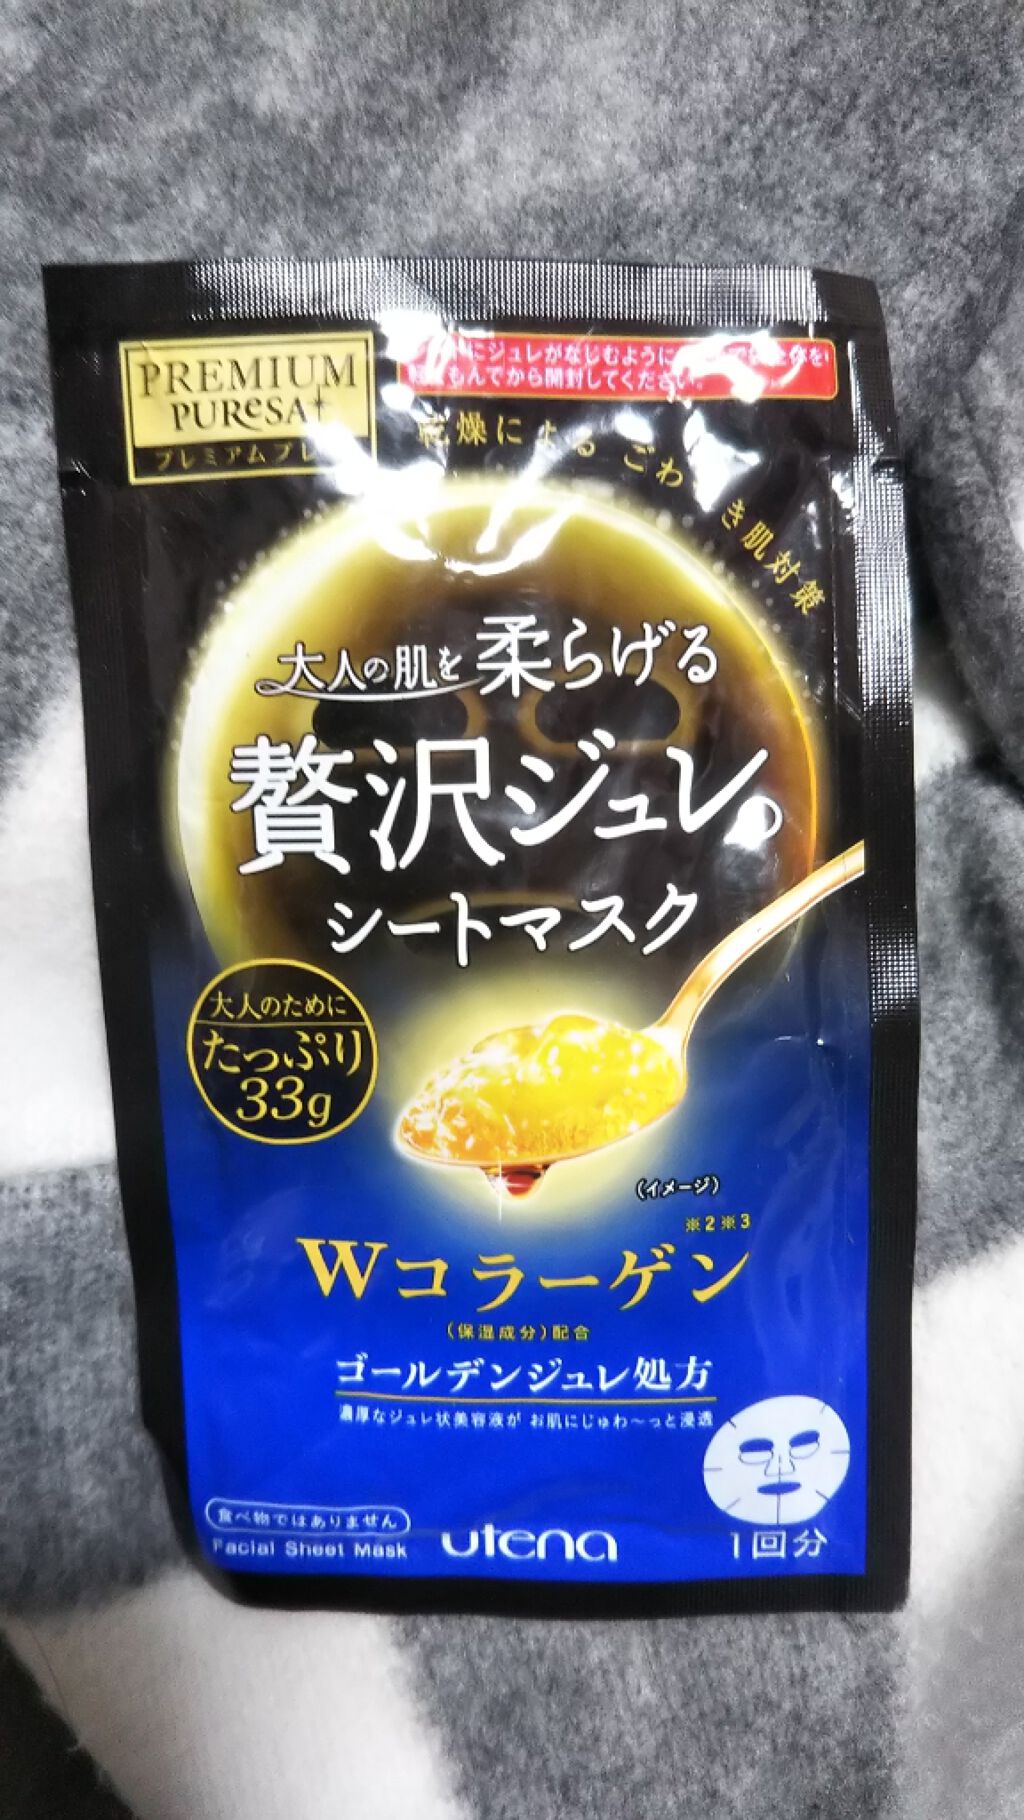 PREMIUM
PUReSA
プレミアムプレ
にジュレがなじむように
もんでから開封してください。
燥による ごわ き肌対策
大人の肌を柔らげる
贅沢ジュレ。
シートマスク
大人のために
たっぷり
33g
(イメージ)
※2※3
Wコラーゲン
(保湿成分)配合
ゴールデンジュレ処方
濃厚なジュレ状美容液が お肌にじゅわ~っと浸透
食べ物ではありません
Facial Sheet Mask
utena
1回分